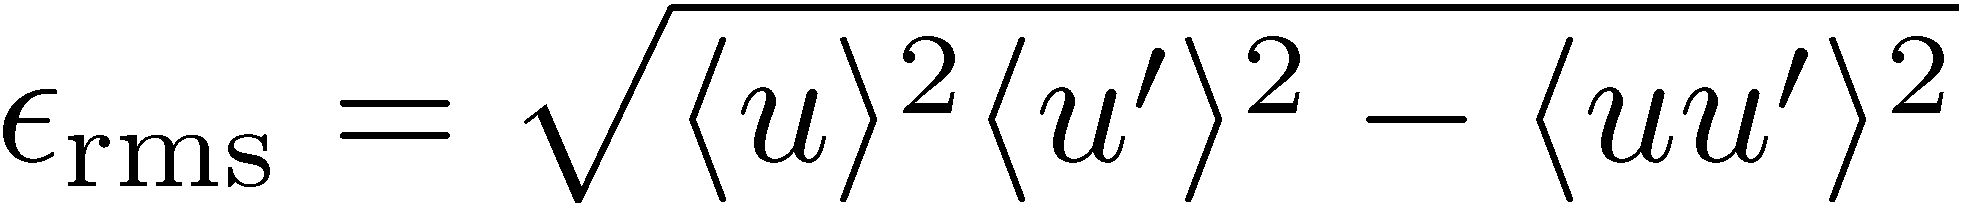 ϵ_rms = √(⟨u⟩²⟨u′⟩² − ⟨uu′⟩²)